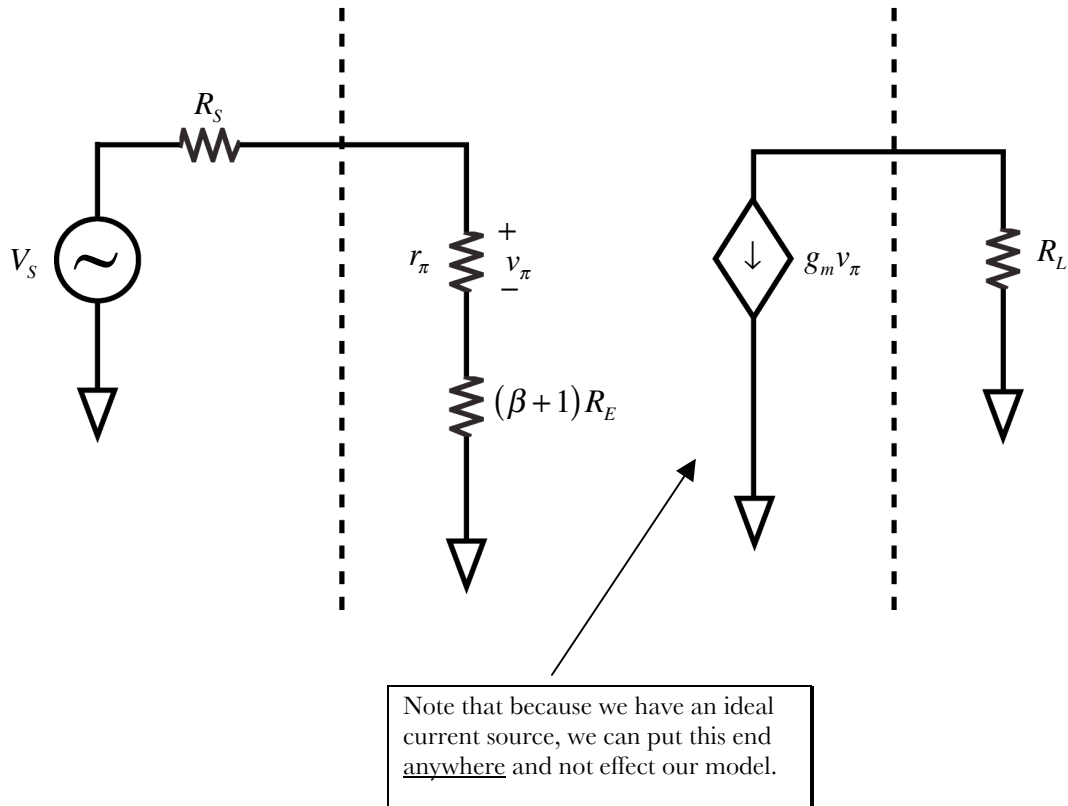 R_S
V_S
r_π
+
v_π
−
(β + 1) R_E
↓
g_m v_π
R_L
Note that because we have an ideal
current source, we can put this end
anywhere and not effect our model.